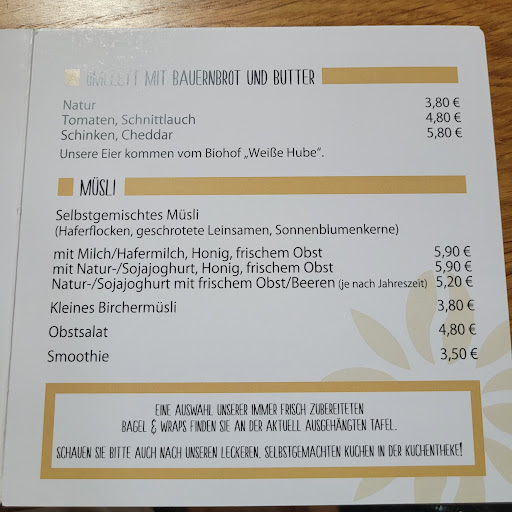 OMELETT MIT BAUERNBROT UND BUTTER
Natur 3,80 €
Tomaten, Schnittlauch 4,80 €
Schinken, Cheddar 5,80 €
Unsere Eier kommen vom Biohof „Weiße Hube“.
MÜSLI
Selbstgemischtes Müsli
(Haferflocken, geschrotete Leinsamen, Sonnenblumenkerne)
mit Milch/Hafermilch, Honig, frischem Obst 5,90 €
mit Natur-/Sojajoghurt, Honig, frischem Obst 5,90 €
Natur-/Sojajoghurt mit frischem Obst/Beeren (je nach Jahreszeit) 5,20 €
Kleines Birchermüsli 3,80 €
Obstsalat 4,80 €
Smoothie 3,50 €
EINE AUSWAHL UNSERER IMMER FRISCH ZUBEREITETEN
BAGEL & WRAPS FINDEN SIE AN DER AKTUELL AUSGEHÄNGTEN TAFEL.
SCHAUEN SIE BITTE AUCH NACH UNSEREN LECKEREN, SELBSTGEMACHTEN KUCHEN IN DER KUCHENTHEKE!